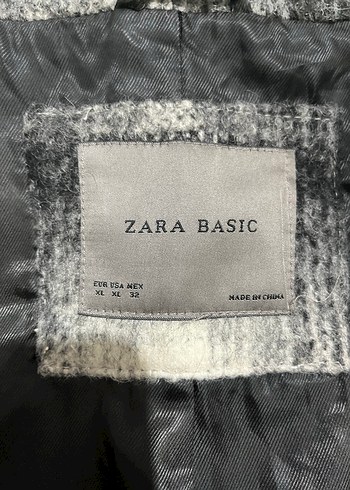 ZARA BASIC
EUR USA MEX
XL XL 32
MADE IN CHINA